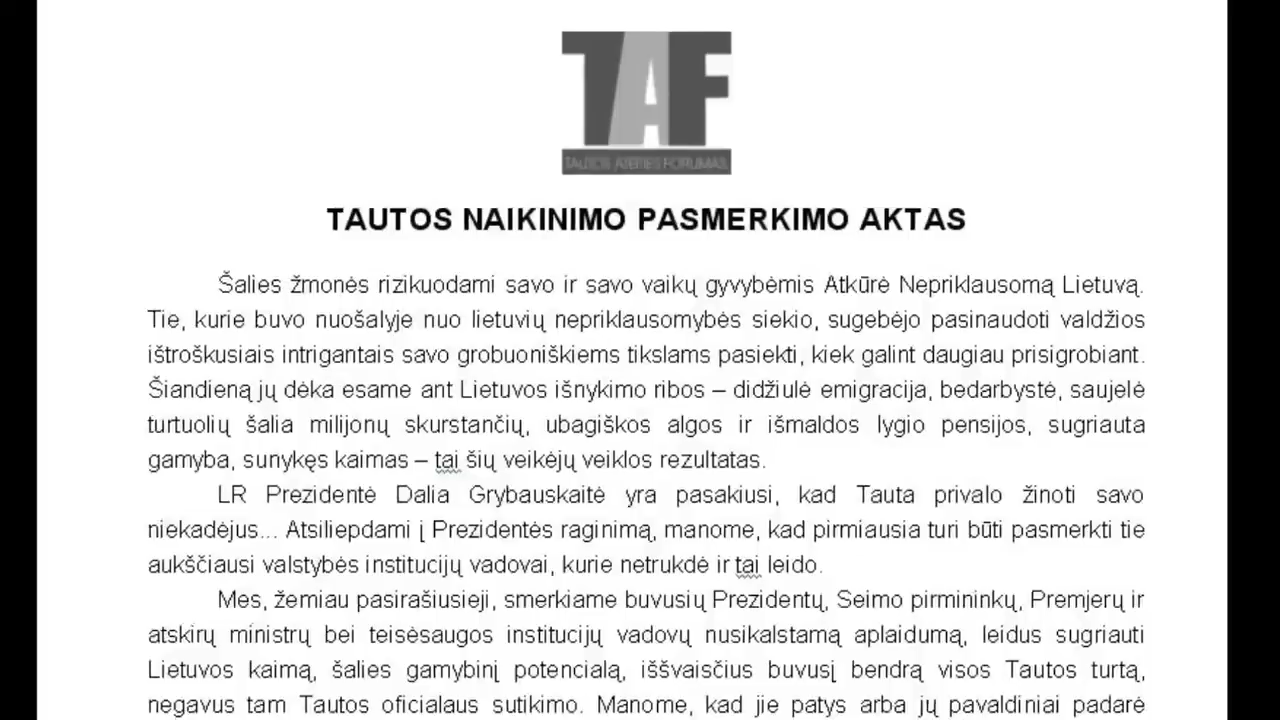 TAF
TAUTOS ATEITIES FORUMAS
TAUTOS NAIKINIMO PASMERKIMO AKTAS
Šalies žmonės rizikuodami savo ir savo vaikų gyvybėmis Atkūrė Nepriklausomą Lietuvą.
Tie, kurie buvo nuošalyje nuo lietuvių nepriklausomybės siekio, sugebėjo pasinaudoti valdžios
ištroškusiais intrigantais savo grobuoniškiems tikslams pasiekti, kiek galint daugiau prisigrobiant.
Šiandieną jų dėka esame ant Lietuvos išnykimo ribos – didžiulė emigracija, bedarbystė, saujelė
turtuolių šalia milijonų skurstančių, ubagiškos algos ir išmaldos lygio pensijos, sugriauta
gamyba, sunykęs kaimas – tai šių veikėjų veiklos rezultatas.
LR Prezidentė Dalia Grybauskaitė yra pasakiusi, kad Tauta privalo žinoti savo
niekadėjus... Atsiliepdami į Prezidentės raginimą, manome, kad pirmiausia turi būti pasmerkti tie
aukščiausi valstybės institucijų vadovai, kurie netrukdė ir tai leido.
Mes, žemiau pasirašiusieji, smerkiame buvusių Prezidentų, Seimo pirmininkų, Premjerų ir
atskirų ministrų bei teisėsaugos institucijų vadovų nusikalstamą aplaidumą, leidus sugriauti
Lietuvos kaimą, šalies gamybinį potencialą, iššvaisčius buvusį bendrą visos Tautos turtą,
negavus tam Tautos oficialaus sutikimo. Manome, kad jie patys arba jų pavaldiniai padarė